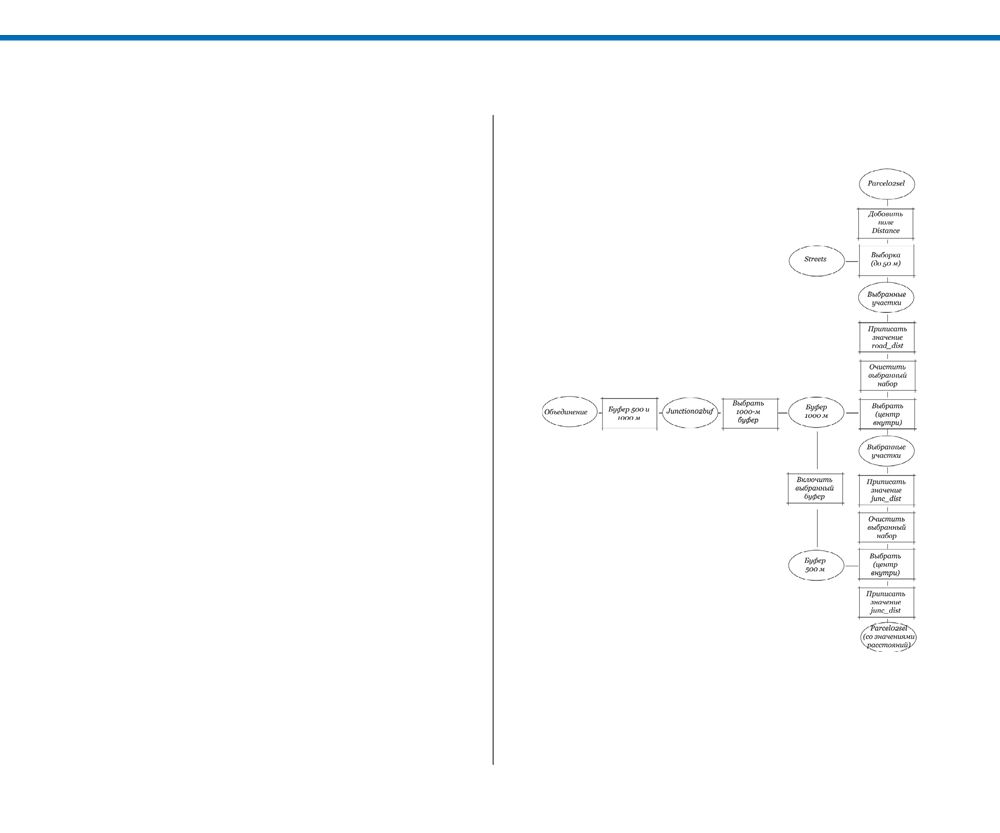 Parcel02sel
Добавить
поле
Distance
Streets
Выборка
(до 50 м)
Выбранные
участки
Приписать
значение
road_dist
Очистить
выбранный
набор
Объединение
Буфер 500 и
1000 м
Junction02buf
Выбрать
1000-м
буфер
Буфер
1000 м
Выбрать
(центр
внутри)
Выбранные
участки
Включить
выбранный
буфер
Приписать
значение
junc_dist
Очистить
выбранный
набор
Буфер
500 м
Выбрать
(центр
внутри)
Приписать
значение
junc_dist
Parcel02sel
(со значениями
расстояний)